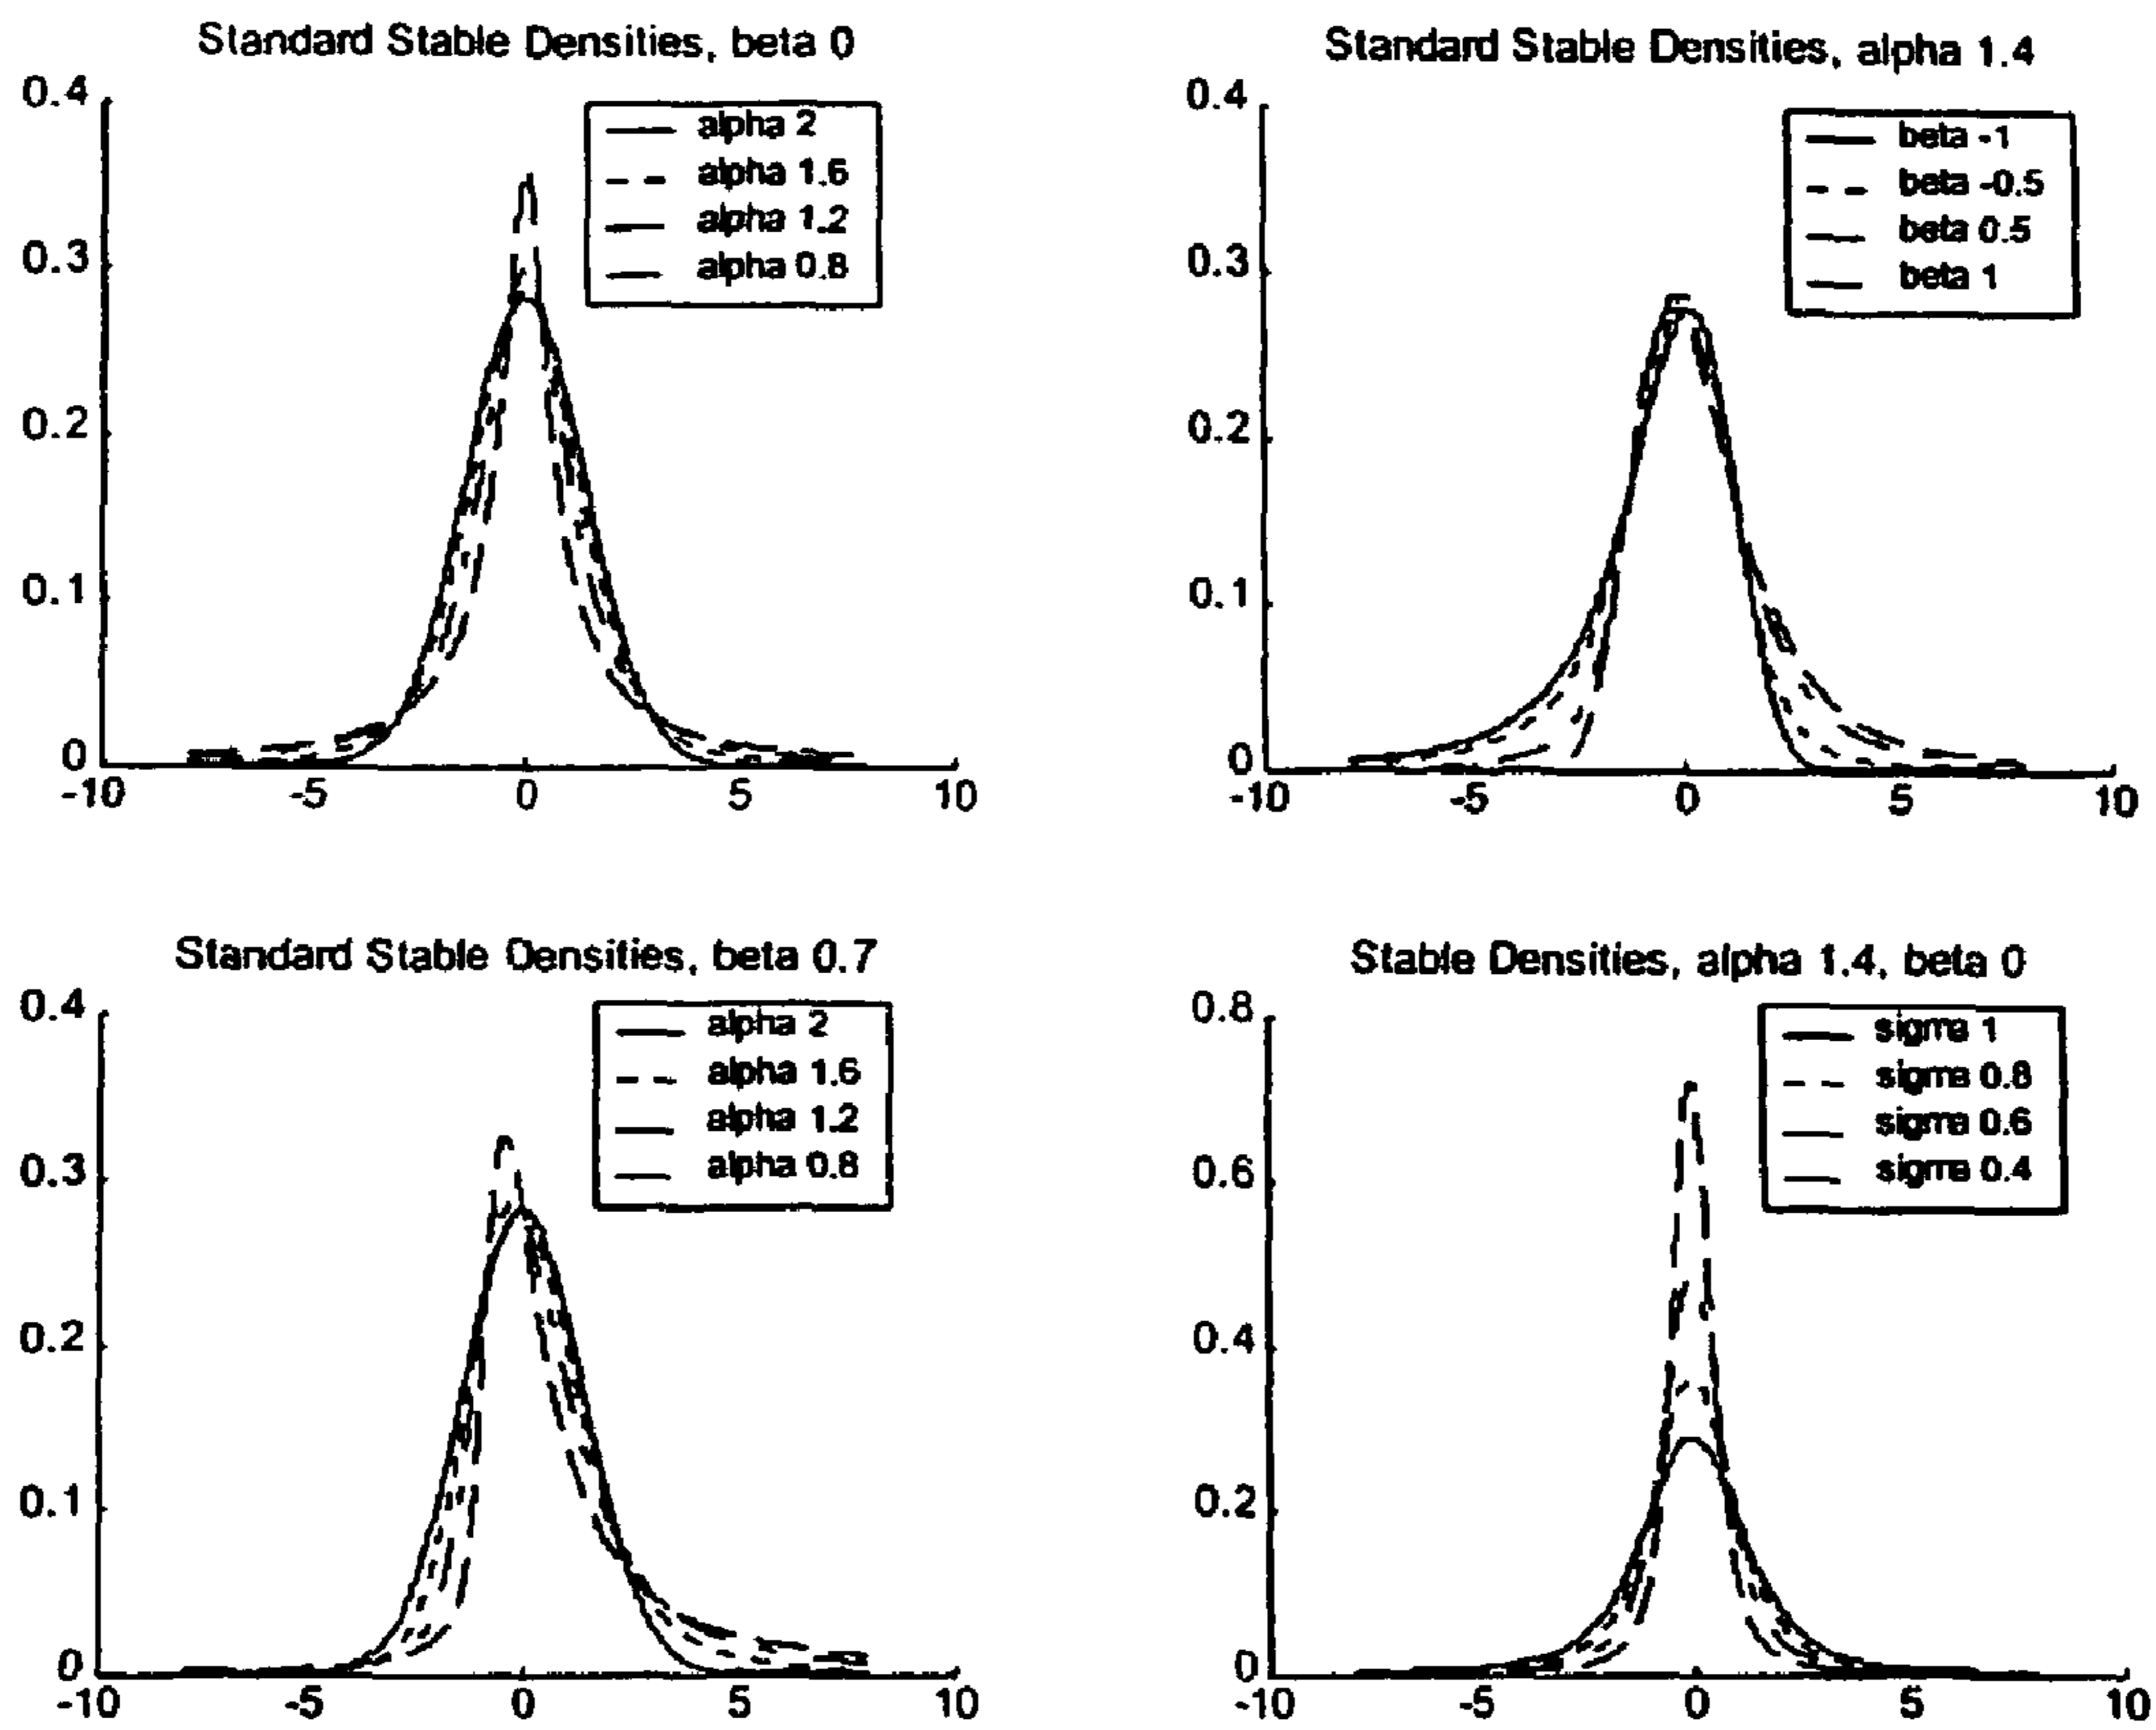 Standard Stable Densities, beta 0
0.4
0.3
0.2
0.1
0
-10 -5 0 5 10
alpha 2
alpha 1.6
alpha 1.2
alpha 0.8
Standard Stable Densities, alpha 1.4
0.4
0.3
0.2
0.1
0
-10 -5 0 5 10
beta -1
beta -0.5
beta 0.5
beta 1
Standard Stable Densities, beta 0.7
0.4
0.3
0.2
0.1
0
-10 -5 0 5 10
alpha 2
alpha 1.6
alpha 1.2
alpha 0.8
Stable Densities, alpha 1.4, beta 0
0.8
0.6
0.4
0.2
0
-10 -5 0 5 10
sigma 1
sigma 0.8
sigma 0.6
sigma 0.4